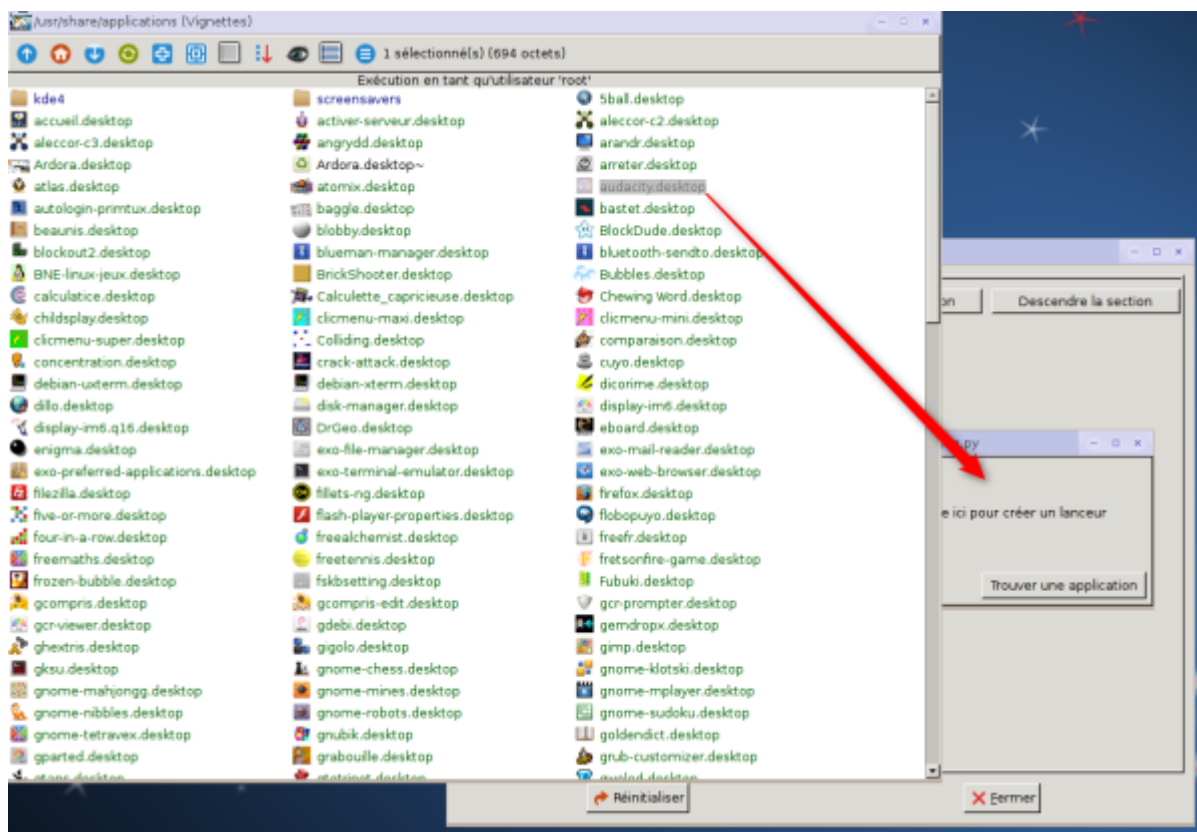 /usr/share/applications (Vignettes)
1 sélectionné(s) (694 octets)
Exécution en tant qu'utilisateur 'root'
kde4 screensavers 5ball.desktop
accueil.desktop activer-serveur.desktop aleccor-c2.desktop
aleccor-c3.desktop angrydd.desktop arandr.desktop
Ardora.desktop Ardora.desktop~ arreter.desktop
atlas.desktop atomix.desktop audacity.desktop
autologin-primtux.desktop baggle.desktop bastet.desktop
beaunis.desktop blobby.desktop BlockDude.desktop
blockout2.desktop blueman-manager.desktop bluetooth-sendto.desktop
BNE-linux-jeux.desktop BrickShooter.desktop Bubbles.desktop
calculatice.desktop Calculette_capricieuse.desktop Chewing Word.desktop
childsplay.desktop clicmenu-maxi.desktop clicmenu-mini.desktop
clicmenu-super.desktop Colliding.desktop comparaison.desktop
concentration.desktop crack-attack.desktop cuyo.desktop
debian-uxterm.desktop debian-xterm.desktop dicorime.desktop
dillo.desktop disk-manager.desktop display-im6.desktop
display-im6.q16.desktop DrGeo.desktop eboard.desktop
enigma.desktop exo-file-manager.desktop exo-mail-reader.desktop
exo-preferred-applications.desktop exo-terminal-emulator.desktop exo-web-browser.desktop
filezilla.desktop fillets-ng.desktop firefox.desktop
five-or-more.desktop flash-player-properties.desktop flobopuyo.desktop
four-in-a-row.desktop freealchemist.desktop freefr.desktop
freemaths.desktop freetennis.desktop fretsonfire-game.desktop
frozen-bubble.desktop fskbsetting.desktop Fubuki.desktop
gcompris.desktop gcompris-edit.desktop gcr-prompter.desktop
gcr-viewer.desktop gdebi.desktop gemdropx.desktop
ghextris.desktop gigolo.desktop gimp.desktop
gksu.desktop gnome-chess.desktop gnome-klotski.desktop
gnome-mahjongg.desktop gnome-mines.desktop gnome-mplayer.desktop
gnome-nibbles.desktop gnome-robots.desktop gnome-sudoku.desktop
gnome-tetravex.desktop gnubik.desktop goldendict.desktop
gparted.desktop grabouille.desktop grub-customizer.desktop
on Descendre la section
.py
e ici pour créer un lanceur
Trouver une application
Réinitialiser Fermer